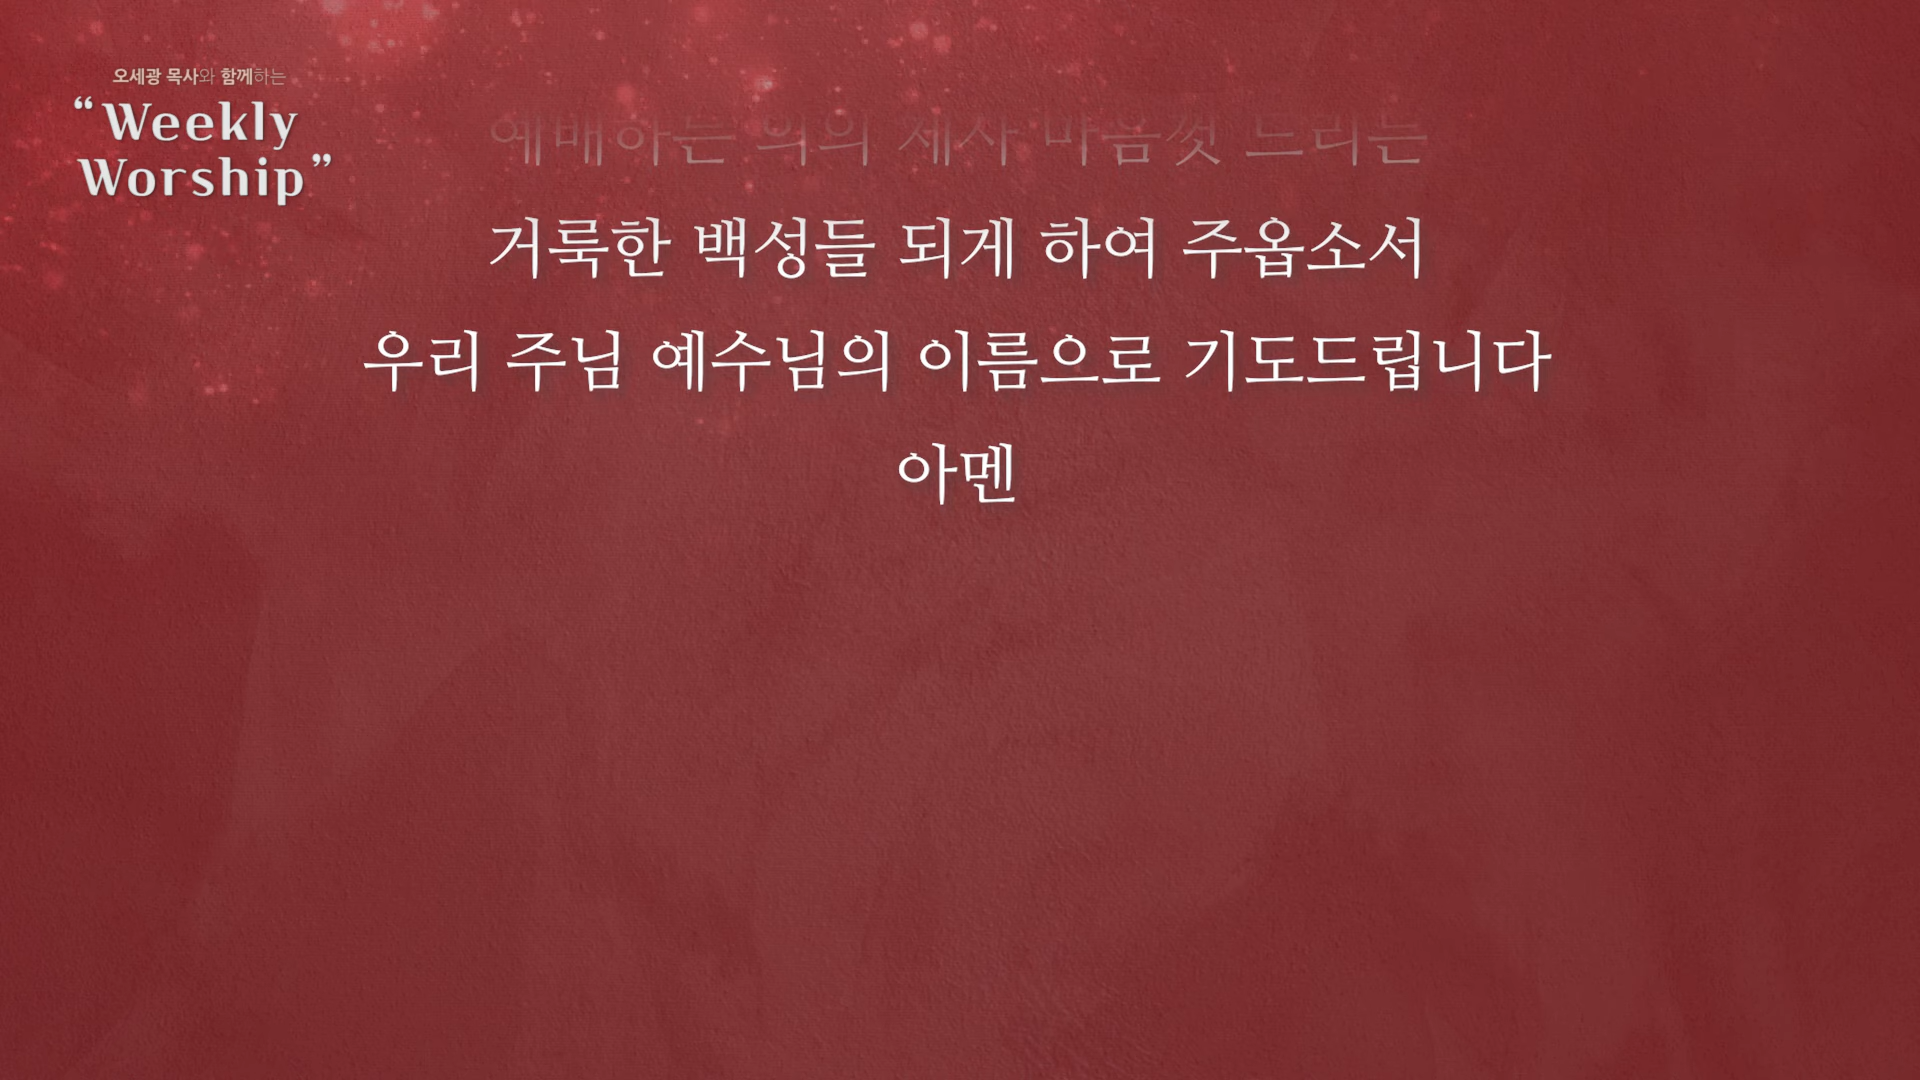 오세광 목사와 함께하는
“Weekly
Worship”
예배하는 의의 제사 마음껏 드리는
거룩한 백성들 되게 하여 주옵소서
우리 주님 예수님의 이름으로 기도드립니다
아멘